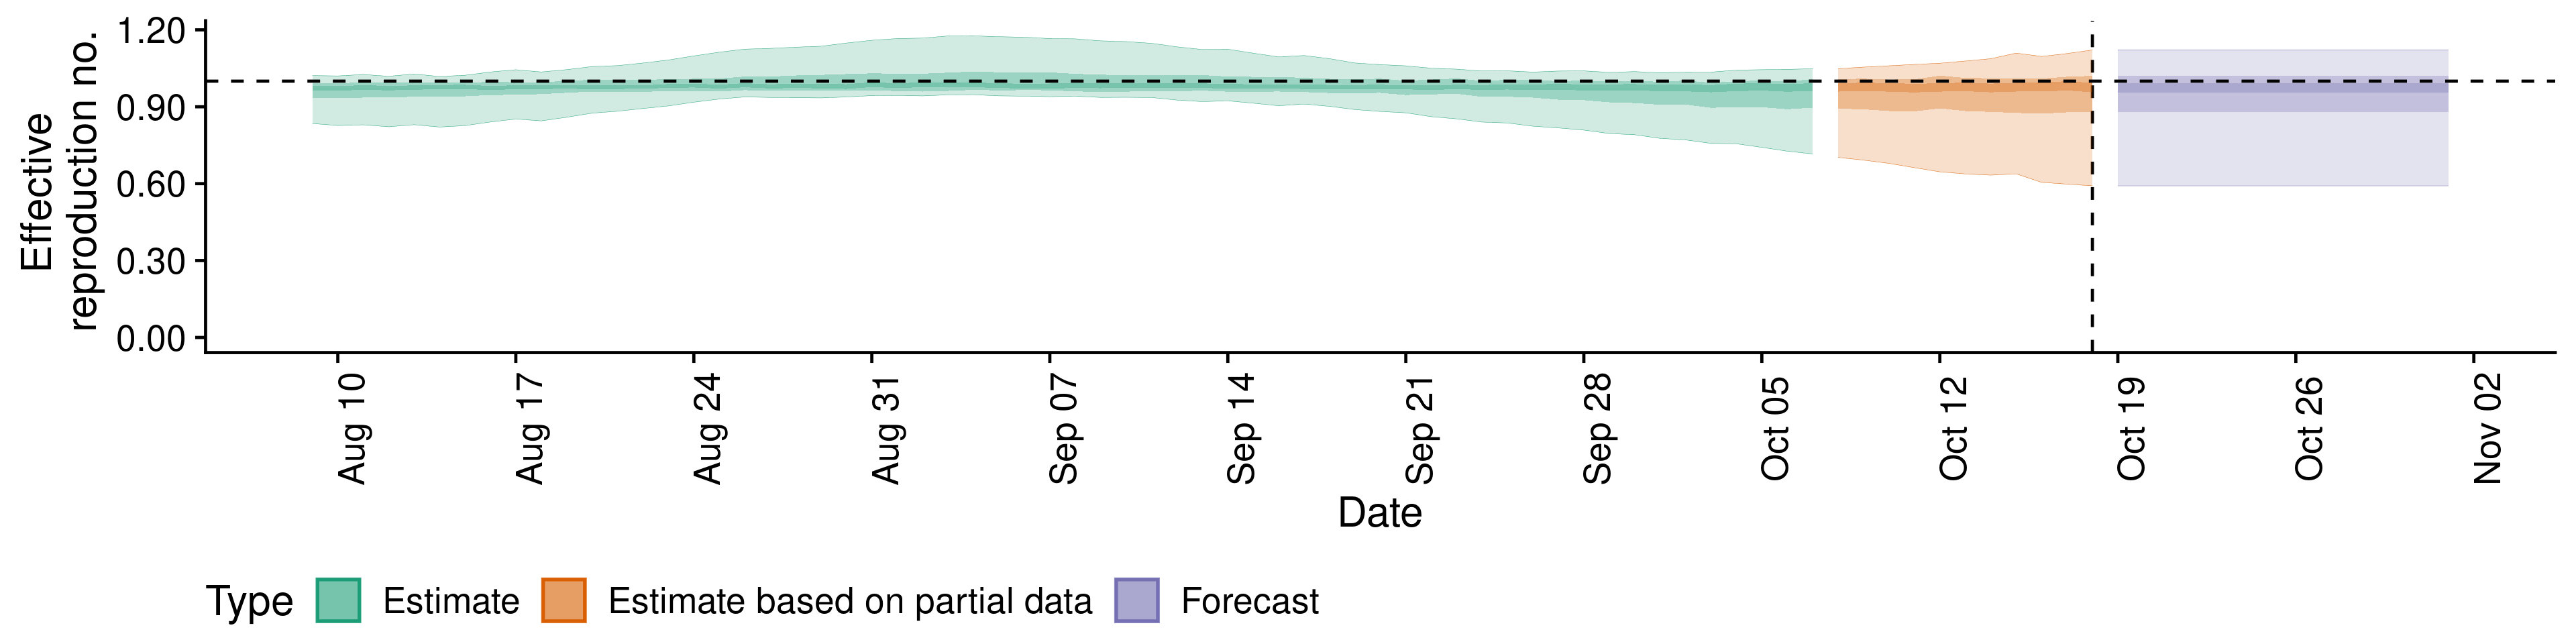 Effective
reproduction no.
1.20
0.90
0.60
0.30
0.00
Aug 10
Aug 17
Aug 24
Aug 31
Sep 07
Sep 14
Sep 21
Sep 28
Oct 05
Oct 12
Oct 19
Oct 26
Nov 02
Date
Type Estimate Estimate based on partial data Forecast